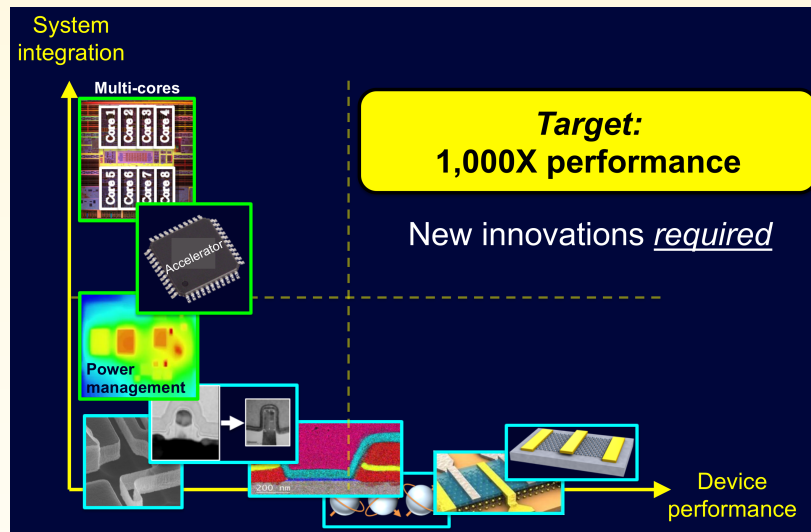 System
integration
Multi-cores
Core 1
Core 2
Core 3
Core 4
Core 5
Core 6
Core 7
Core 8
Target:
1,000X performance
New innovations required
Accelerator
Power
management
200 nm
Device
performance